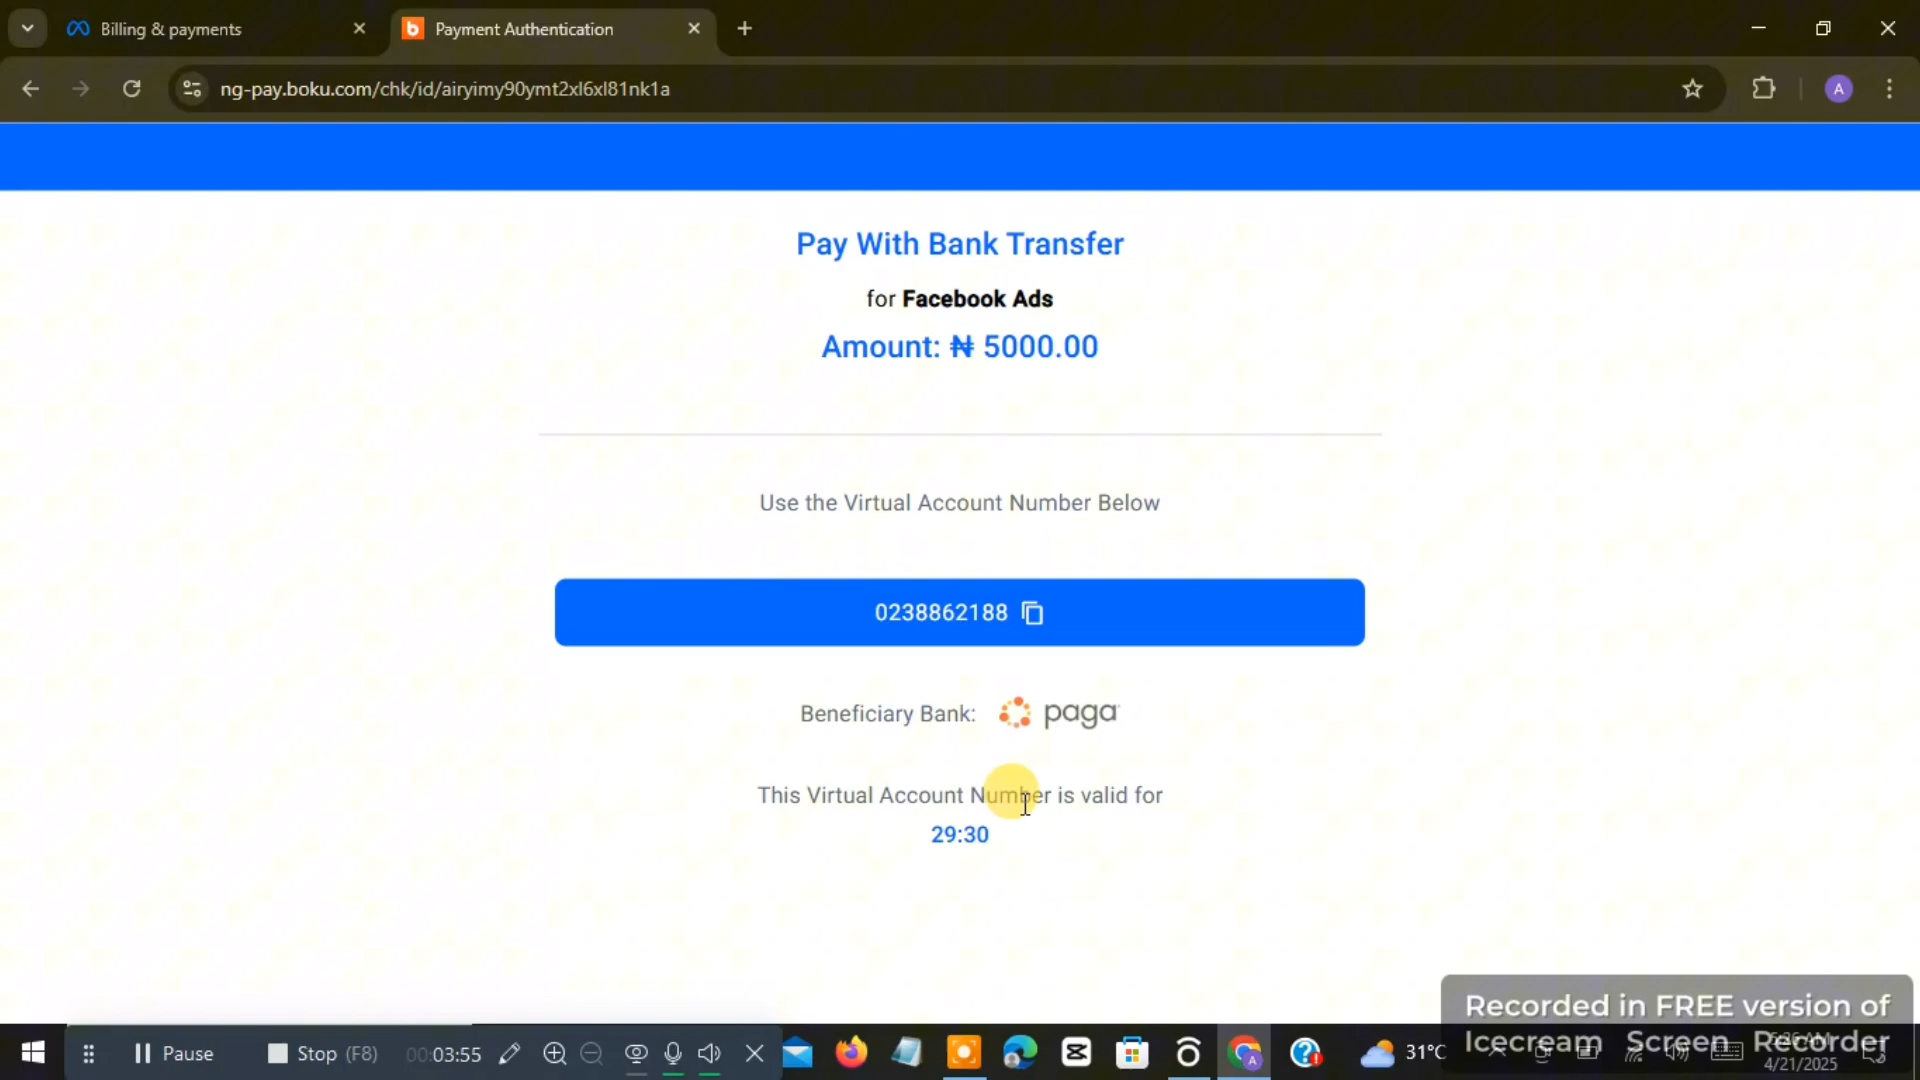 Billing & payments
Payment Authentication
ng-pay.boku.com/chk/id/airyimy90ymt2xl6xl81nk1a
A
Pay With Bank Transfer
for Facebook Ads
Amount: ₦ 5000.00
Use the Virtual Account Number Below
0238862188
Beneficiary Bank: paga
This Virtual Account Number is valid for
29:30
Recorded in FREE version of
Icecream Screen Recorder
Pause
Stop (F8)
00:03:55
31°C
5:26 AM
4/21/2025